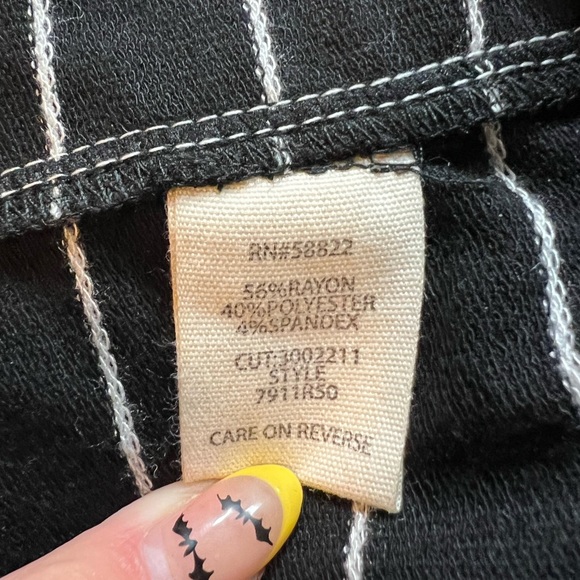 RN#58822
56%RAYON
40%POLYESTER
4%SPANDEX
CUT:3002211
STYLE
7911R50
CARE ON REVERSE